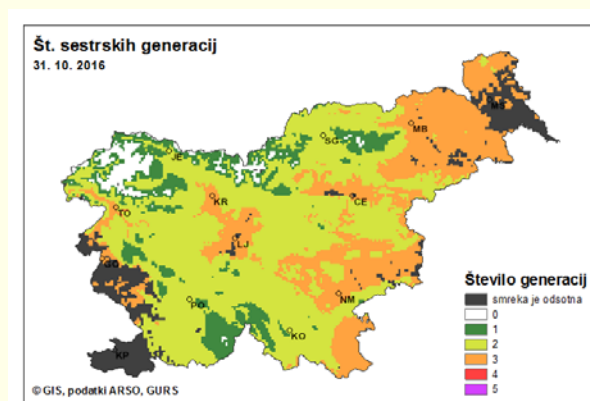 Št. sestrskih generacij
31. 10. 2016
MS
MB
SG
JE
KR
CE
TO
LJ
GO
NM
PO
KO
KP
Število generacij
smreka je odsotna
0
1
2
3
4
5
© GIS, podatki ARSO, GURS